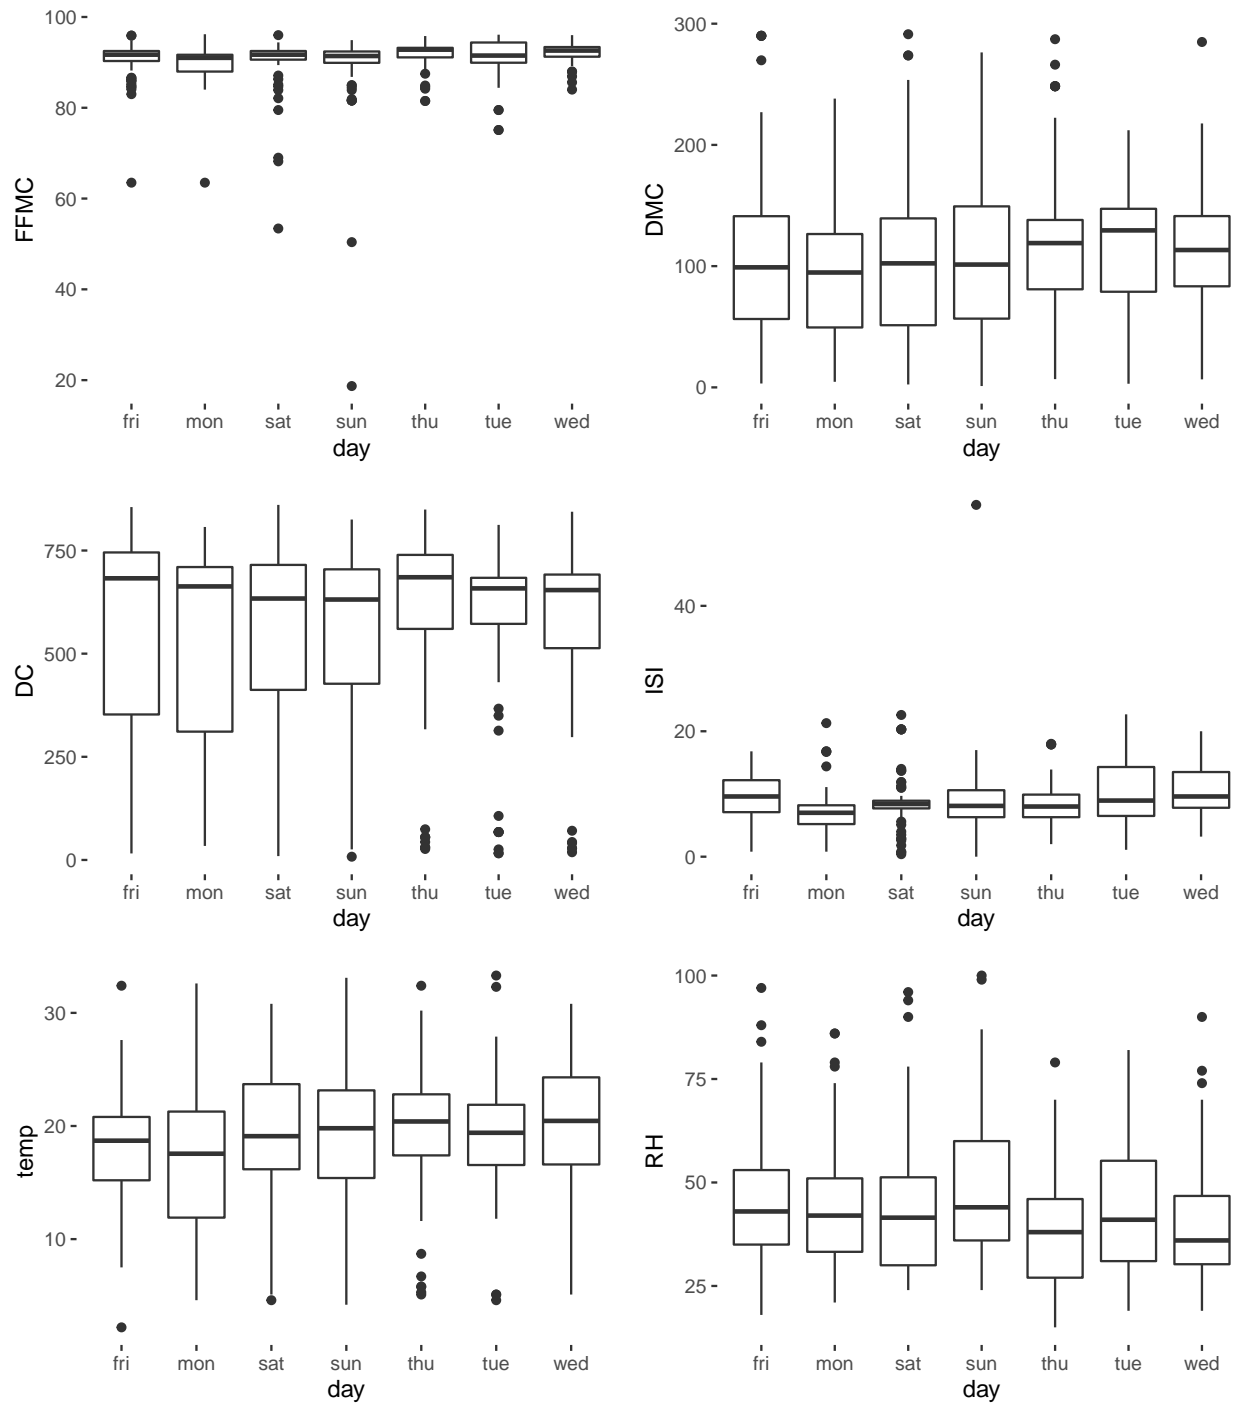 FFMC
100
80
60
40
20
fri mon sat sun thu tue wed
day
DMC
300
200
100
0
fri mon sat sun thu tue wed
day
DC
750
500
250
0
fri mon sat sun thu tue wed
day
ISI
40
20
0
fri mon sat sun thu tue wed
day
temp
30
20
10
fri mon sat sun thu tue wed
day
RH
100
75
50
25
fri mon sat sun thu tue wed
day